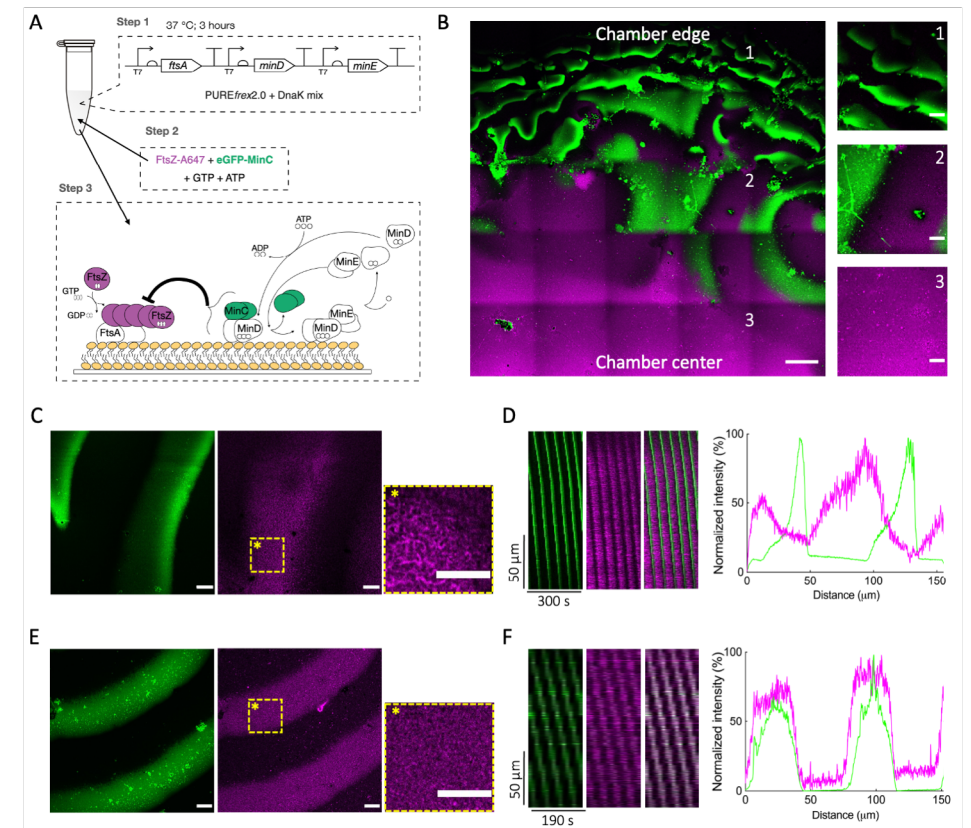 A
Step 1
37 °C; 3 hours
T7 ftsA T7 minD T7 minE
PUREfrex2.0 + DnaK mix
Step 2
FtsZ-A647 + eGFP-MinC
+ GTP + ATP
Step 3
ATP
MinD
ADP
MinE
FtsZ
GTP
MinC
MinE
GDP
FtsZ
MinD
MinD
FtsA
B
Chamber edge
1
2
3
Chamber center
1
2
3
C
*
*
D
50 µm
300 s
Normalized intensity (%)
100
50
0
0 50 100 150
Distance (µm)
E
*
*
F
50 µm
190 s
Normalized intensity (%)
100
50
0
0 50 100 150
Distance (µm)